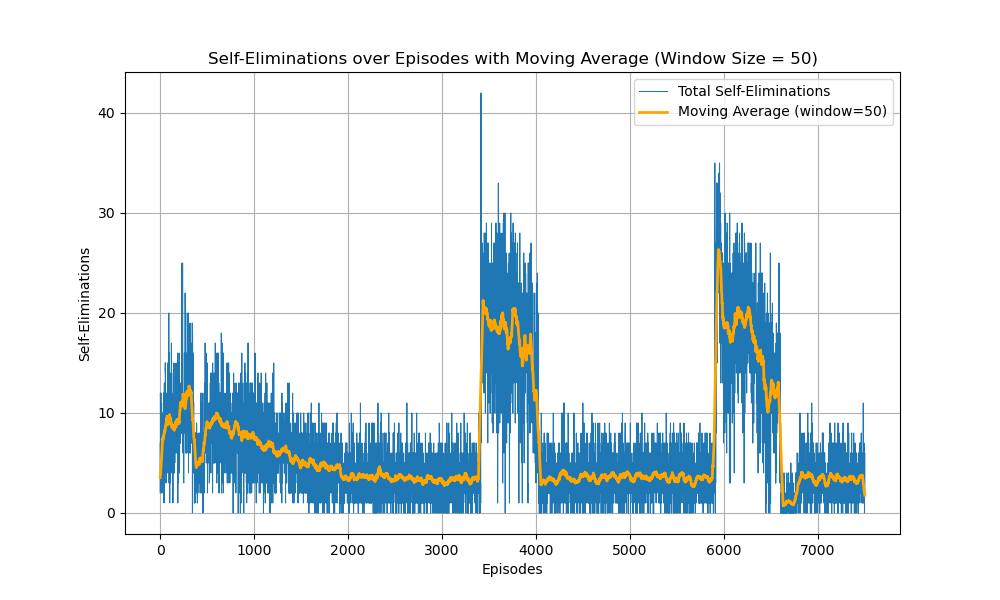 Self-Eliminations over Episodes with Moving Average (Window Size = 50)
Total Self-Eliminations
Moving Average (window=50)
Self-Eliminations
40
30
20
10
0
0 1000 2000 3000 4000 5000 6000 7000
Episodes